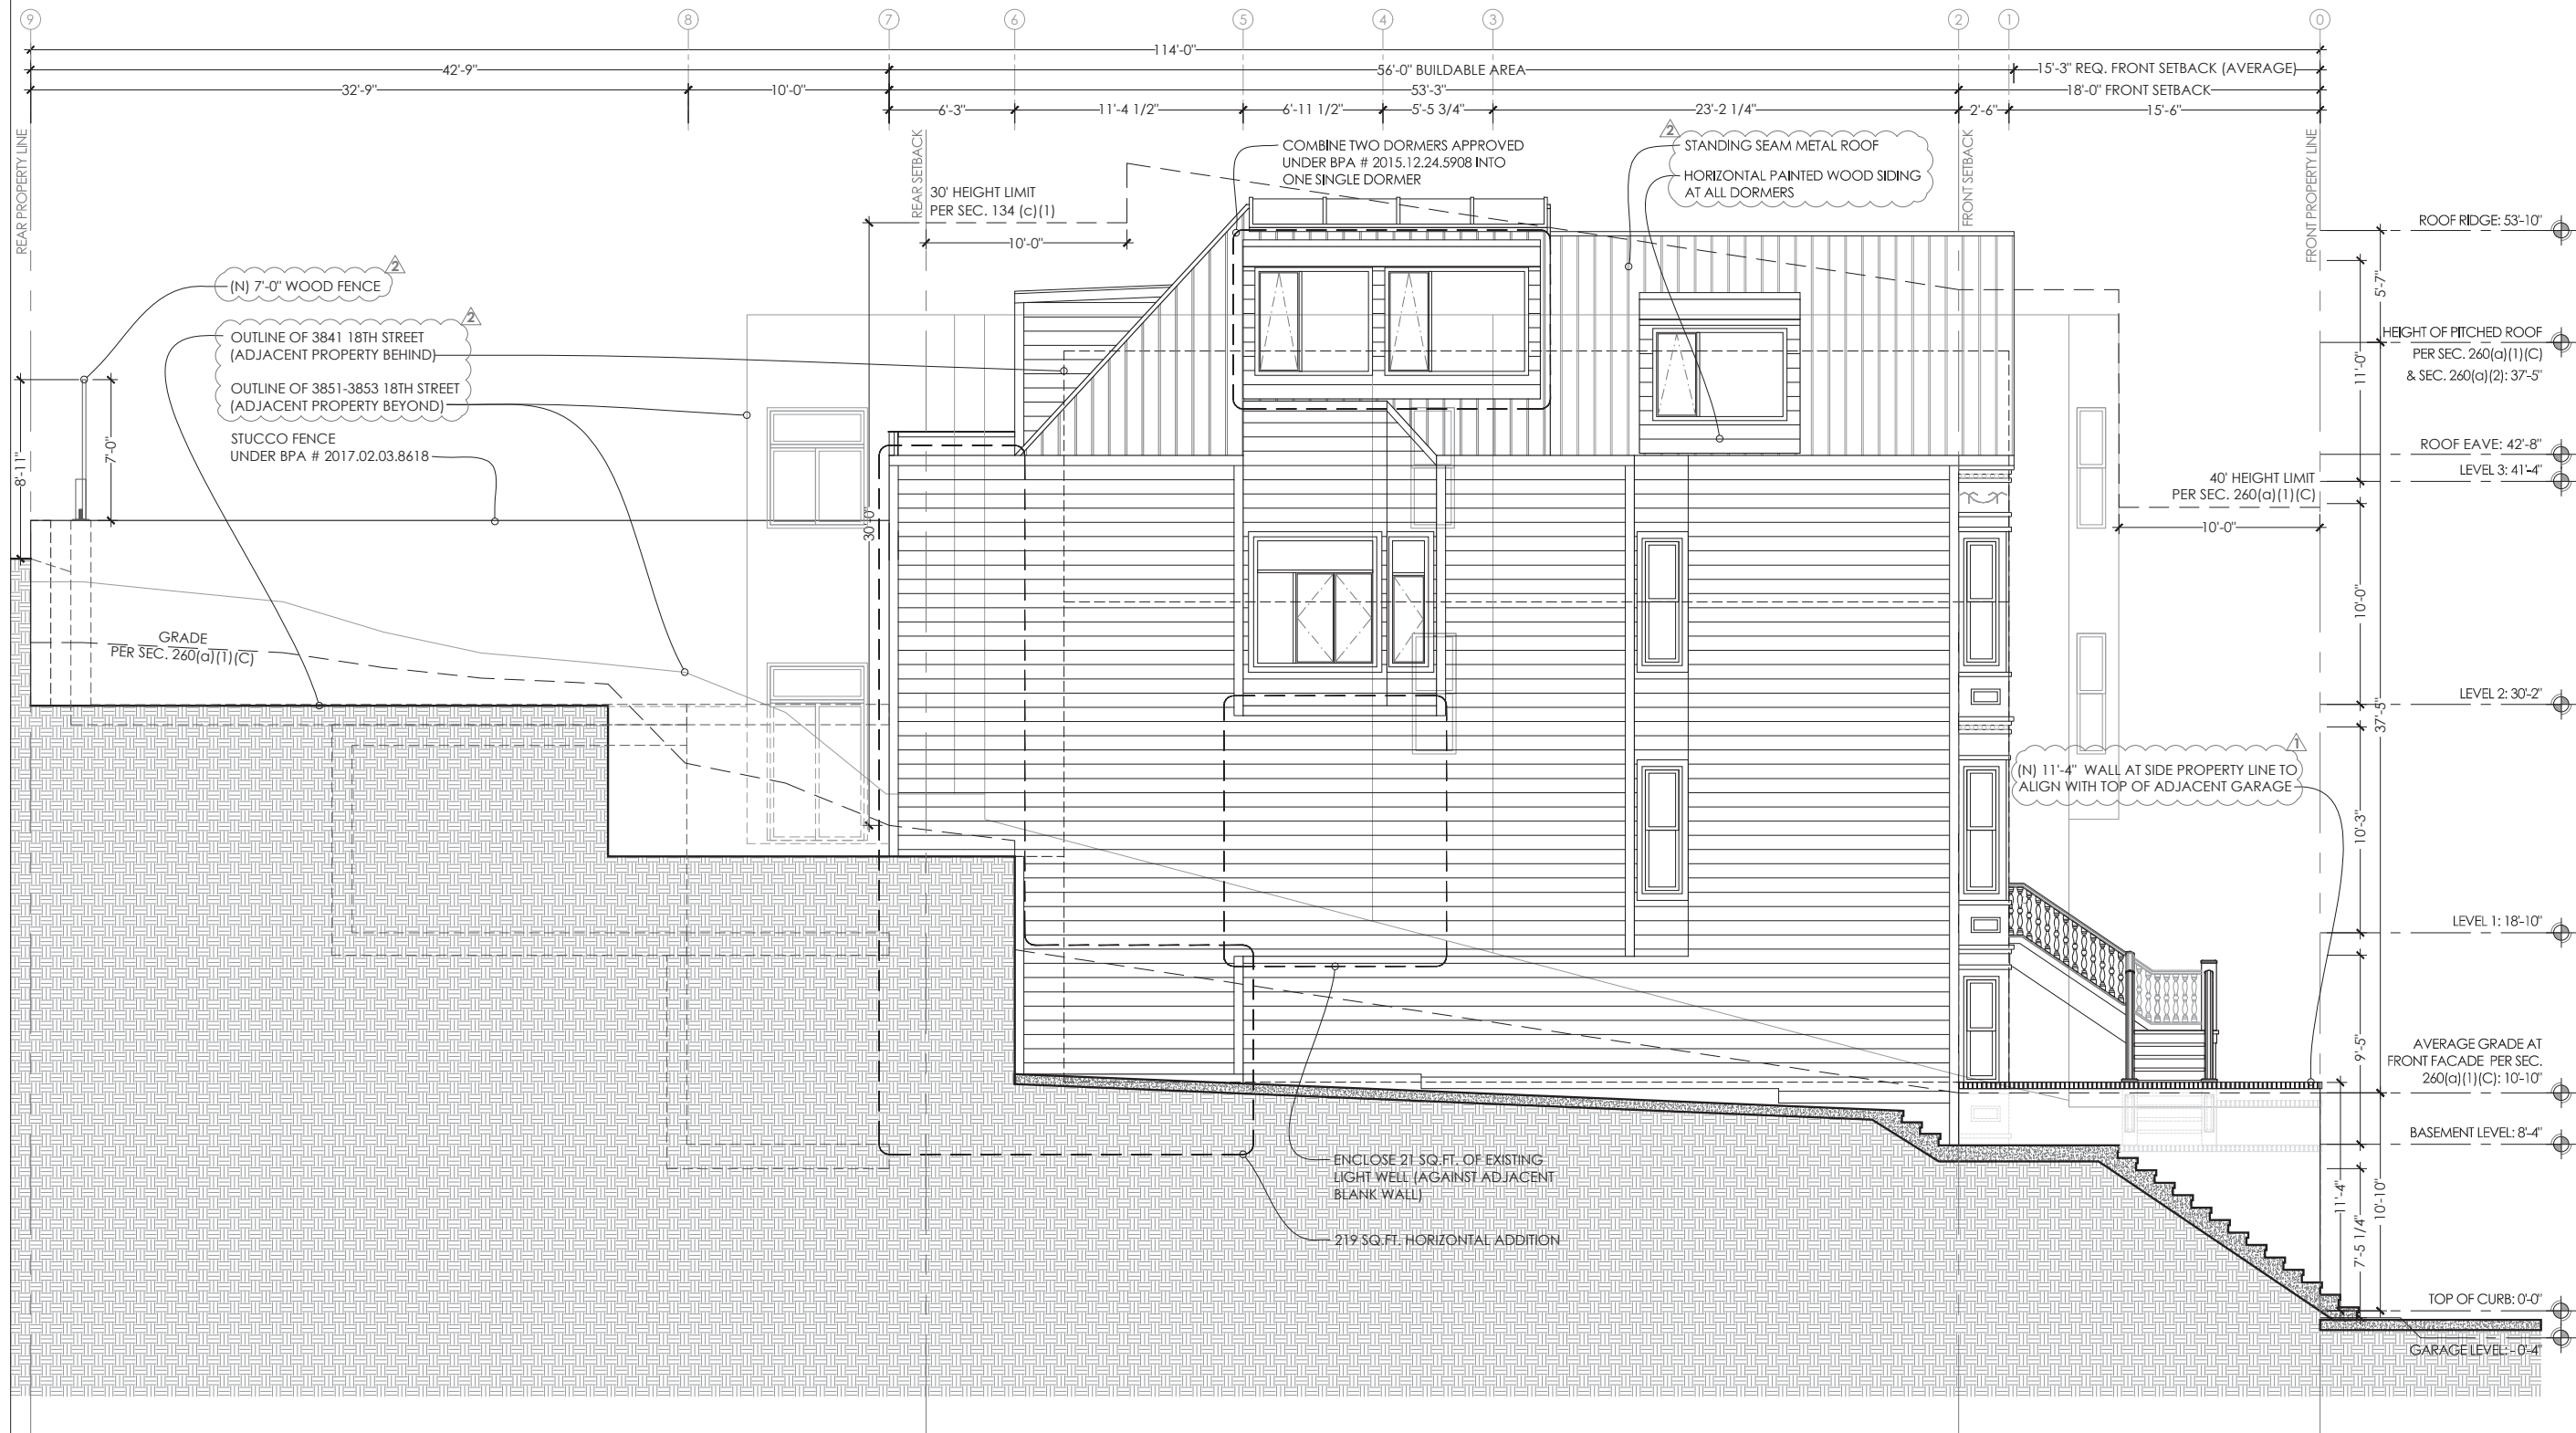 9 8 7 6 5 4 3 2 1 0
114'-0"
42'-9" 56'-0" BUILDABLE AREA 15'-3" REQ. FRONT SETBACK (AVERAGE)
32'-9" 10'-0" 53'-3" 18'-0" FRONT SETBACK
6'-3" 11'-4 1/2" 6'-11 1/2" 5'-5 3/4" 23'-2 1/4" 2'-6" 15'-6"
REAR PROPERTY LINE
REAR SETBACK
FRONT SETBACK
FRONT PROPERTY LINE
30' HEIGHT LIMIT
PER SEC. 134 (c)(1)
10'-0"
COMBINE TWO DORMERS APPROVED
UNDER BPA # 2015.12.24.5908 INTO
ONE SINGLE DORMER
2
STANDING SEAM METAL ROOF
HORIZONTAL PAINTED WOOD SIDING
AT ALL DORMERS
2
(N) 7'-0" WOOD FENCE
2
OUTLINE OF 3841 18TH STREET
(ADJACENT PROPERTY BEHIND)
OUTLINE OF 3851-3853 18TH STREET
(ADJACENT PROPERTY BEYOND)
STUCCO FENCE
UNDER BPA # 2017.02.03.8618
8'-11"
7'-0"
30'-0"
GRADE
PER SEC. 260(a)(1)(C)
ROOF RIDGE: 53'-10"
5'-7"
HEIGHT OF PITCHED ROOF
PER SEC. 260(a)(1)(C)
& SEC. 260(a)(2): 37'-5"
11'-0"
ROOF EAVE: 42'-8"
LEVEL 3: 41'-4"
40' HEIGHT LIMIT
PER SEC. 260(a)(1)(C)
10'-0"
10'-0"
LEVEL 2: 30'-2"
37'-5"
1
(N) 11'-4" WALL AT SIDE PROPERTY LINE TO
ALIGN WITH TOP OF ADJACENT GARAGE
10'-3"
LEVEL 1: 18'-10"
9'-5"
AVERAGE GRADE AT
FRONT FACADE PER SEC.
260(a)(1)(C): 10'-10"
BASEMENT LEVEL: 8'-4"
11'-4"
7'-5 1/4"
10'-10"
ENCLOSE 21 SQ.FT. OF EXISTING
LIGHT WELL (AGAINST ADJACENT
BLANK WALL)
219 SQ.FT. HORIZONTAL ADDITION
TOP OF CURB: 0'-0"
GARAGE LEVEL: -0'-4"